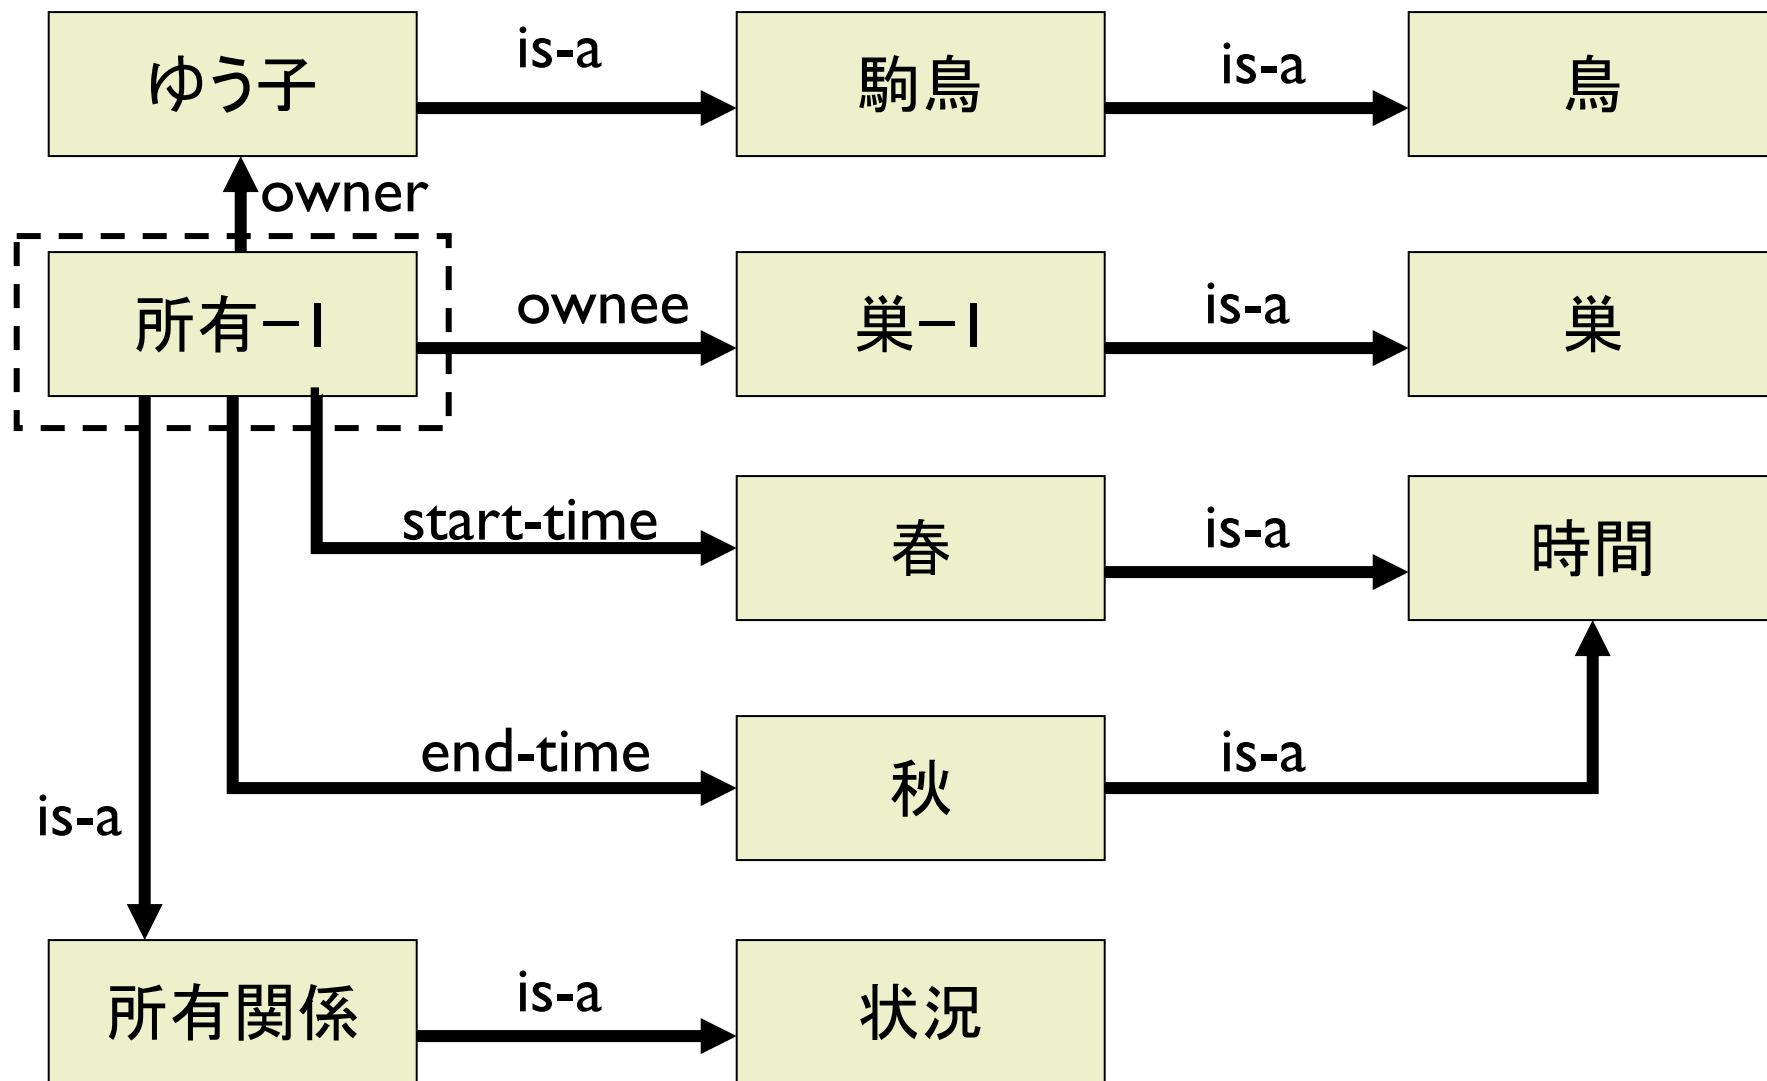 ゆう子
is-a
駒鳥
is-a
鳥
owner
所有−1
ownee
巣−1
is-a
巣
start-time
春
is-a
時間
end-time
秋
is-a
is-a
所有関係
is-a
状況